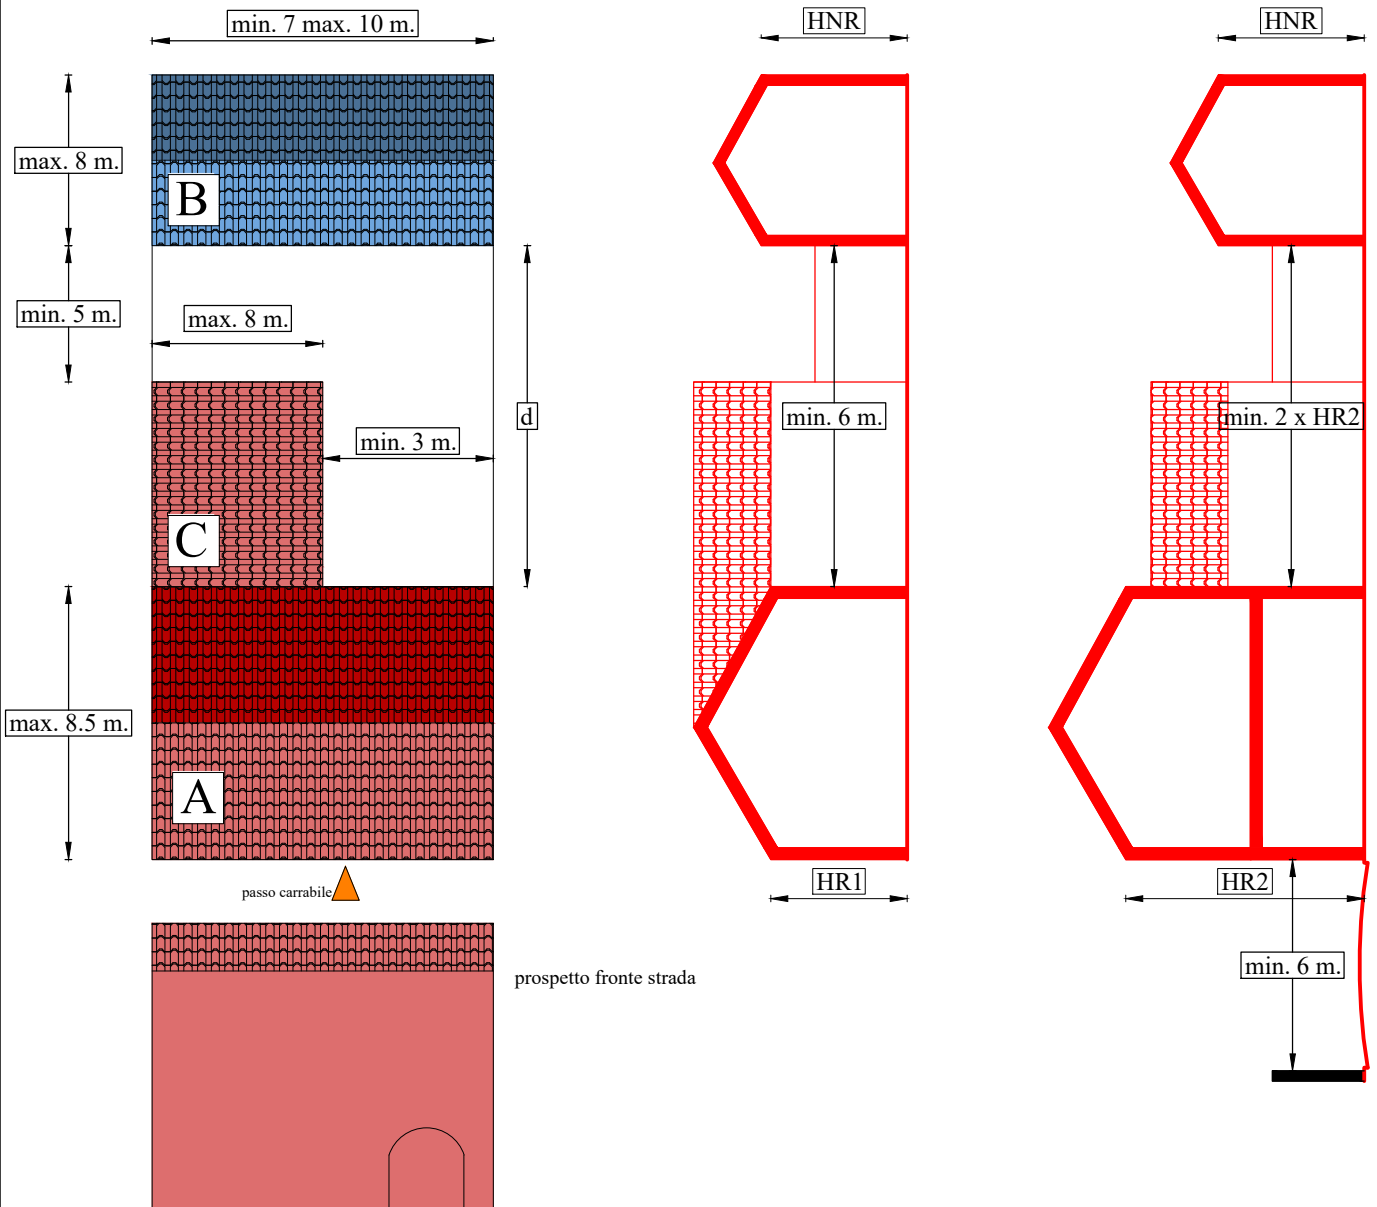 min. 7 max. 10 m.
HNR
HNR
max. 8 m.
B
min. 5 m.
max. 8 m.
d
min. 6 m.
min. 2 x HR2
min. 3 m.
C
max. 8.5 m.
A
passo carrabile
HR1
HR2
min. 6 m.
prospetto fronte strada